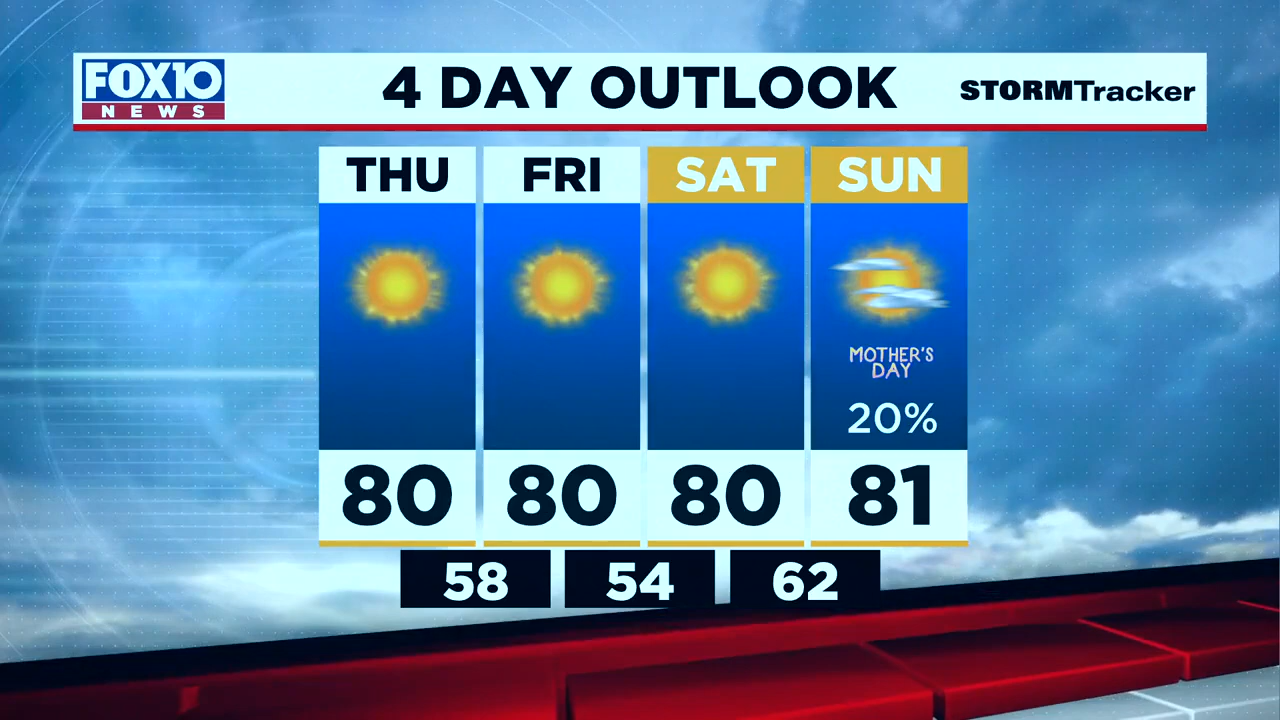 FOX10
NEWS
4 DAY OUTLOOK
STORMTracker
THU FRI SAT SUN
MOTHER'S
DAY
20%
80 80 80 81
58 54 62